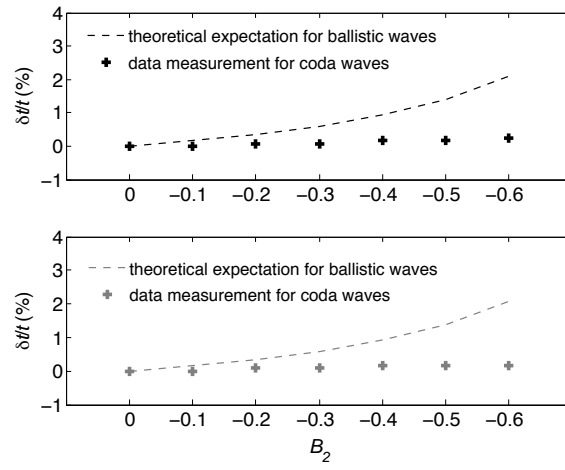 4
theoretical expectation for ballistic waves
3
data measurement for coda waves
2
δt/t (%)
1
0
−1
0 −0.1 −0.2 −0.3 −0.4 −0.5 −0.6
4
3
theoretical expectation for ballistic waves
data measurement for coda waves
2
δt/t (%)
1
0
−1
0 −0.1 −0.2 −0.3 −0.4 −0.5 −0.6
B2